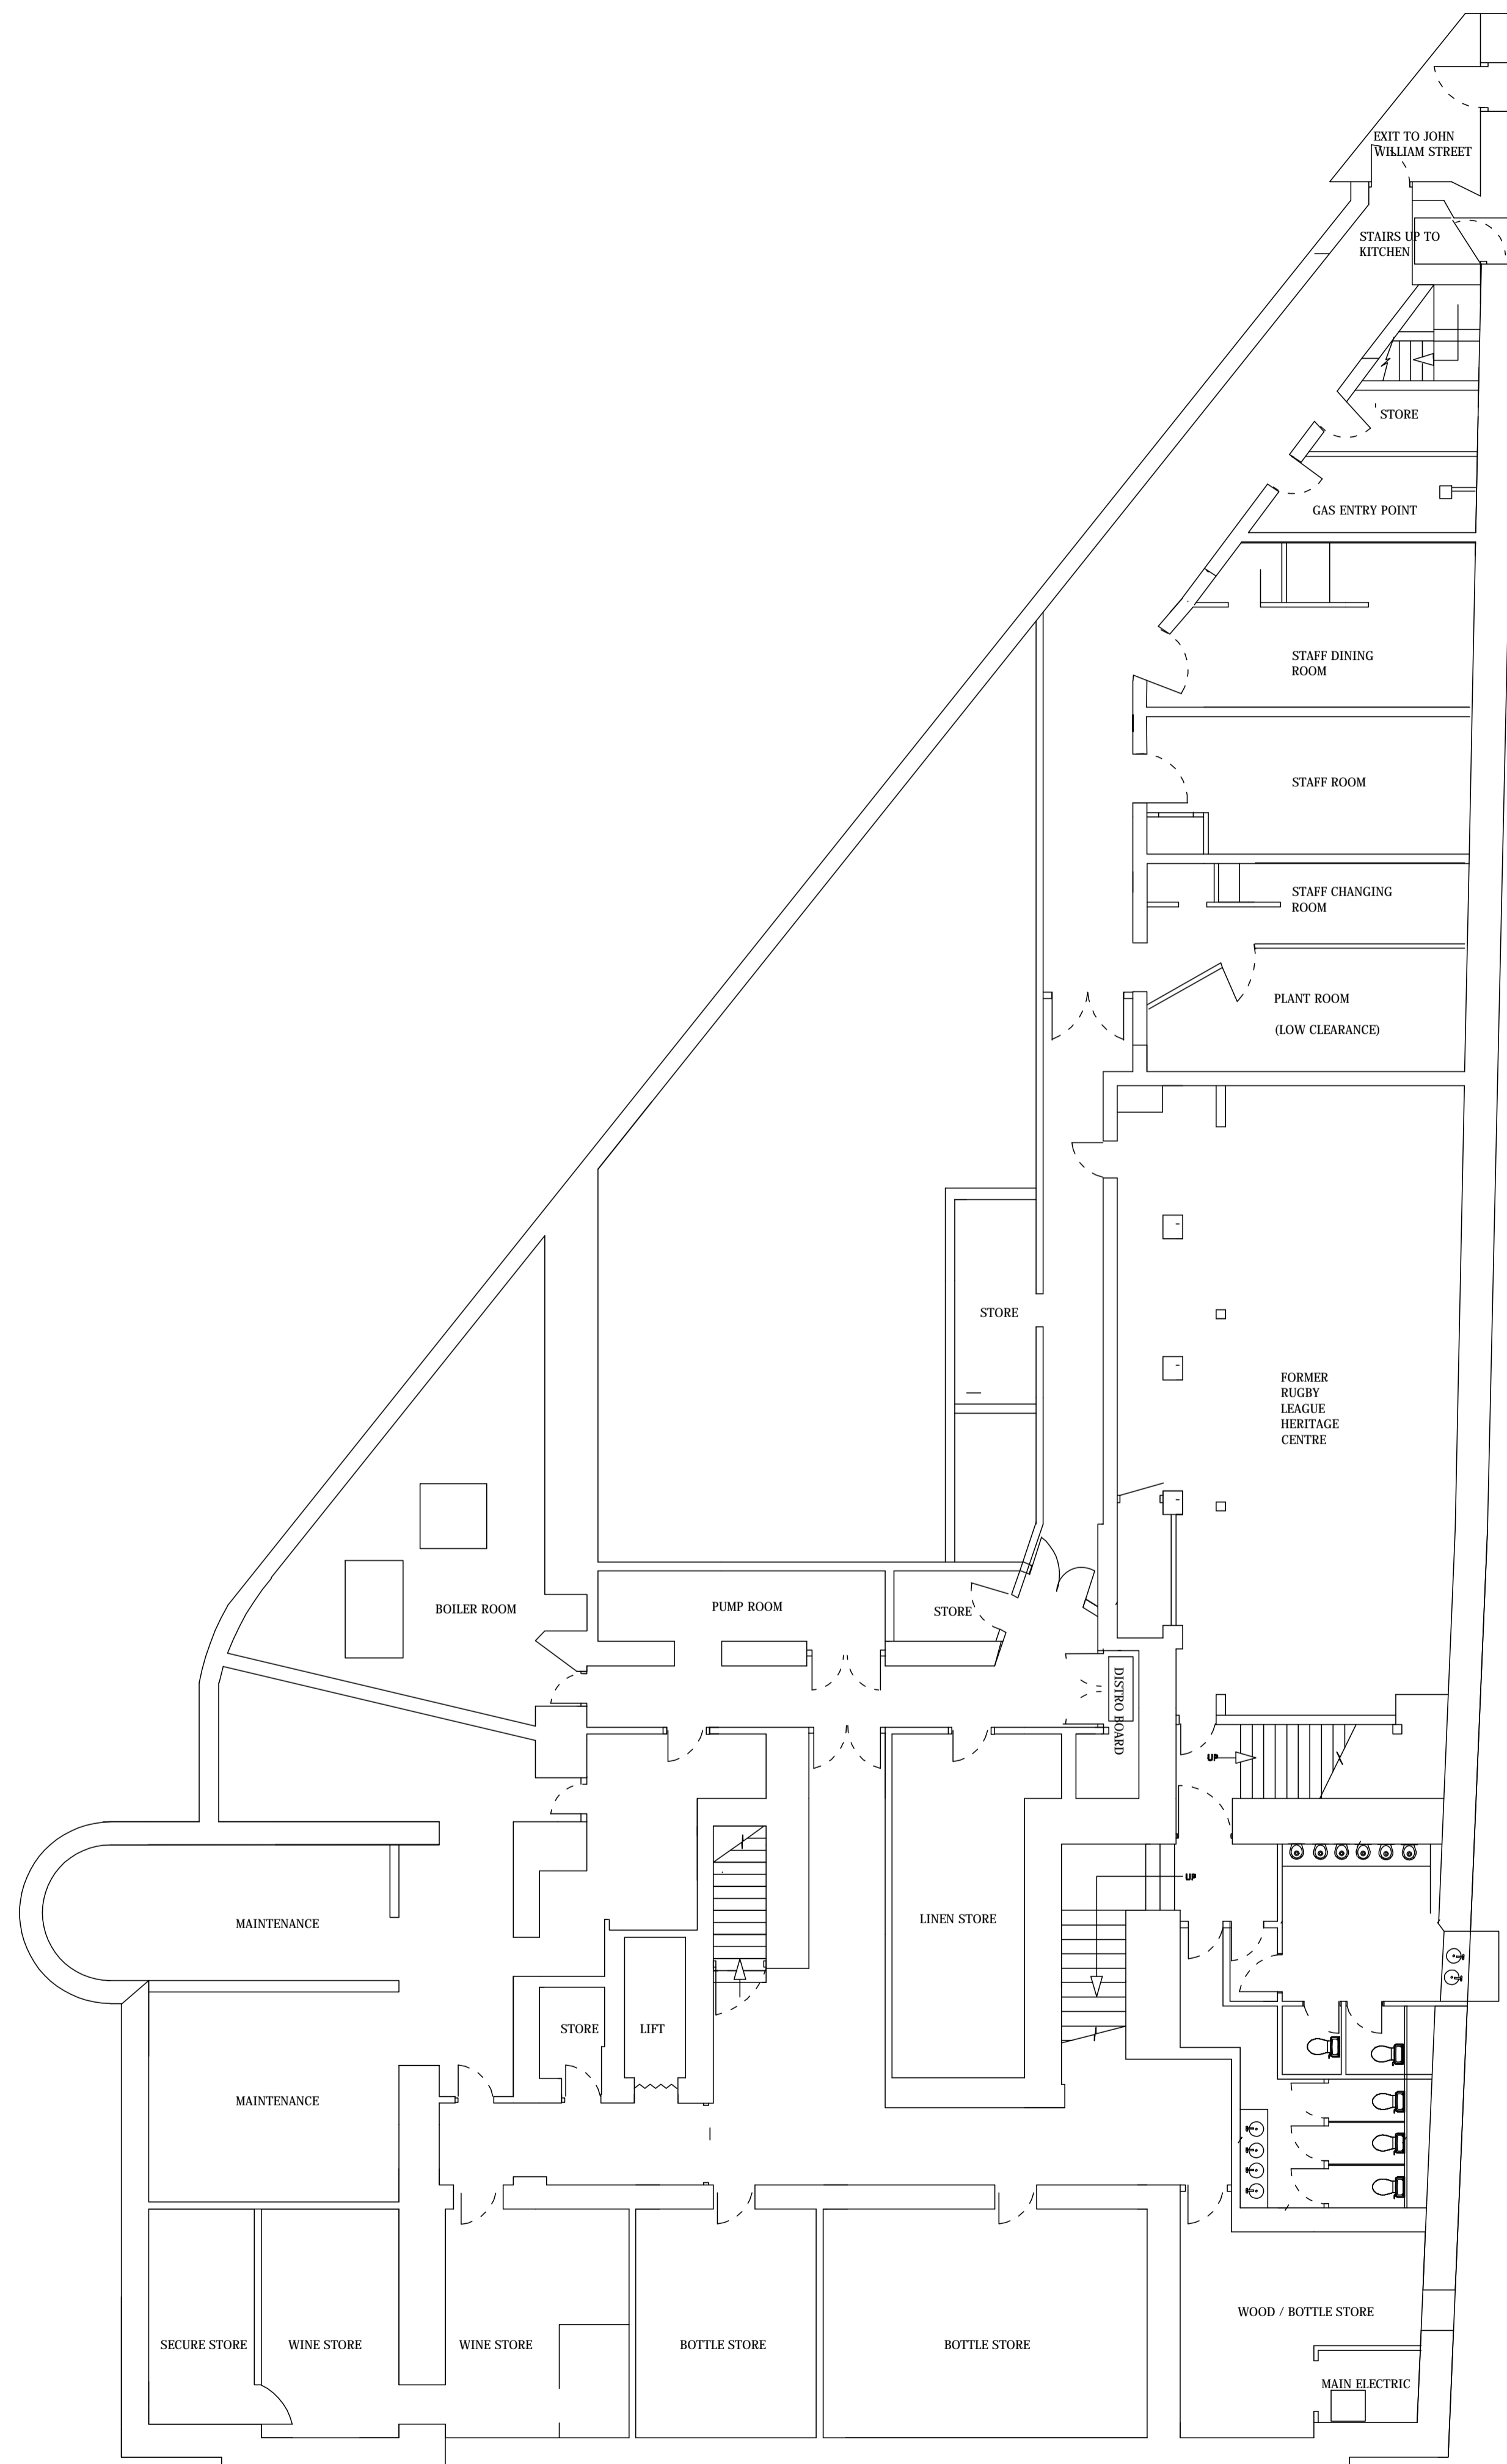 EXIT TO JOHN
WILLIAM STREET
STAIRS UP TO
KITCHEN
STORE
GAS ENTRY POINT
STAFF DINING
ROOM
STAFF ROOM
STAFF CHANGING
ROOM
PLANT ROOM
(LOW CLEARANCE)
STORE
FORMER
RUGBY
LEAGUE
HERITAGE
CENTRE
BOILER ROOM
PUMP ROOM
STORE
DISTRO BOARD
UP
UP
MAINTENANCE
LINEN STORE
STORE
LIFT
MAINTENANCE
WOOD / BOTTLE STORE
SECURE STORE
WINE STORE
WINE STORE
BOTTLE STORE
BOTTLE STORE
MAIN ELECTRIC